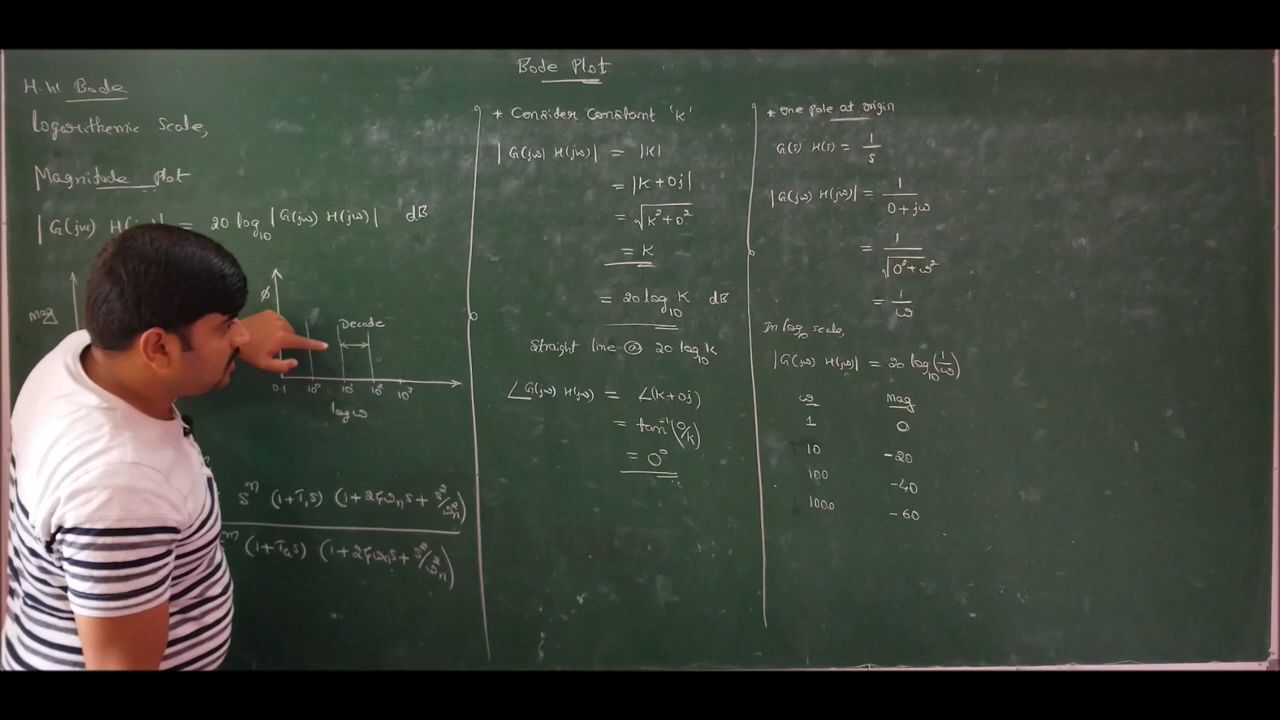 Bode Plot
H.W. Bode
Logarithemic Scale,
Magnitude Plot
|G(jω) H(jω)| = 20 log₁₀ |G(jω) H(jω)| dB
Mag
φ
Decade
0.1 10⁰ 10¹ 10² 10³
log ω
Sⁿ (1+T₁S) (1+2ζωₙS + S²/ωₙ²)
(1+TₐS) (1+2ζωₙS + S²/ωₙ²)
* Consider Constant 'K'
|G(jω) H(jω)| = |K|
= |K+0j|
= √K²+0²
= K
= 20 log₁₀ K dB
Straight line @ 20 log₁₀ K
∠G(jω) H(jω) = ∠(K+0j)
= tan⁻¹(0/K)
= 0°
* One pole at origin
G(s) H(s) = 1/s
|G(jω) H(jω)| = 1/0+jω
= 1/√0²+ω²
= 1/ω
In log₁₀ scale,
|G(jω) H(jω)| = 20 log₁₀(1/ω)
ω Mag
1 0
10 -20
100 -40
1000 -60